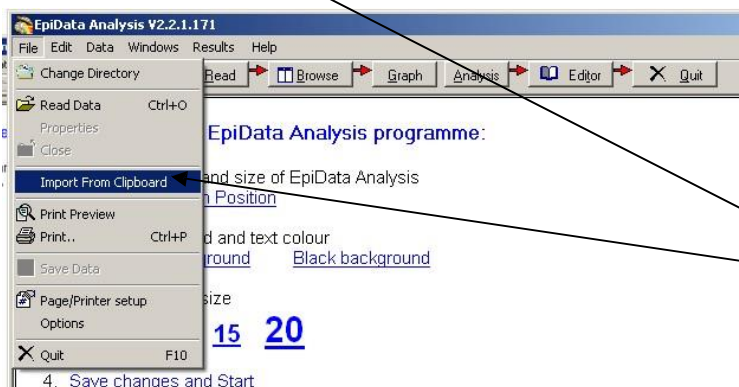 EpiData Analysis V2.2.1.171
File Edit Data Windows Results Help
Read Browse Graph Analysis Editor Quit
Change Directory
Read Data Ctrl+O
Properties
Close
Import From Clipboard
Print Preview
Print.. Ctrl+P
Save Data
Page/Printer setup
Options
Quit F10
EpiData Analysis programme:
and size of EpiData Analysis
n Position
d and text colour
round Black background
size
15 20
4. Save changes and Start